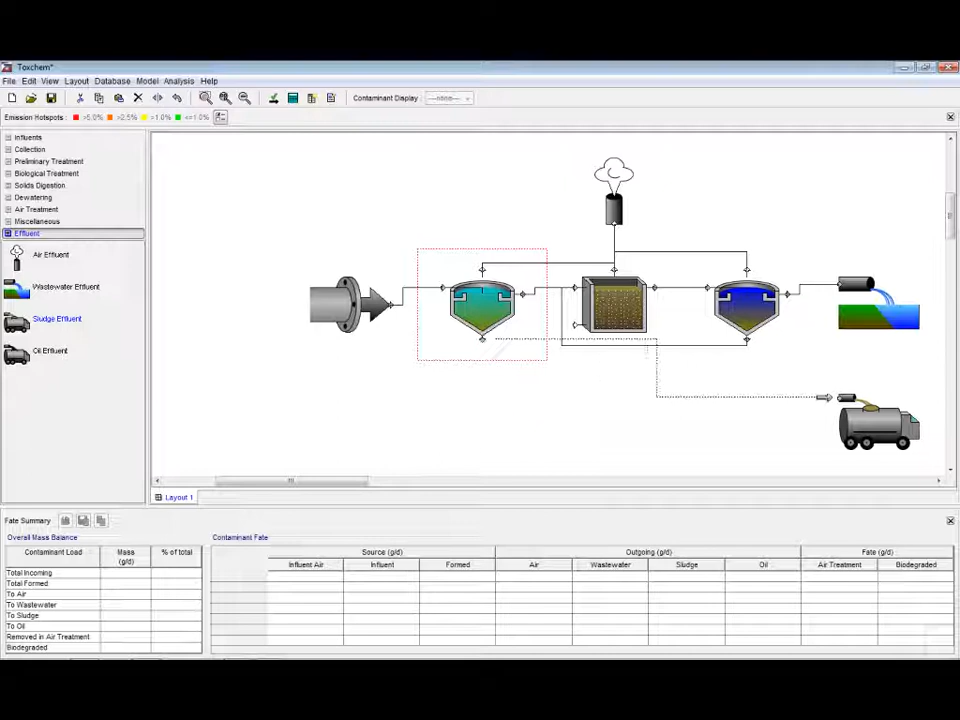 Toxchem*
File Edit View Layout Database Model Analysis Help
Contaminant Display:
Emission Hotspots: >5.0% >2.5% >1.0% <=1.0%
Influents
Collection
Preliminary Treatment
Biological Treatment
Solids Digestion
Dewatering
Air Treatment
Miscellaneous
Effluent
Air Effluent
Wastewater Effluent
Sludge Effluent
Oil Effluent
Layout 1
Fate Summary
Overall Mass Balance
Contaminant Load Mass (g/d) % of total
Total Incoming
Total Formed
To Air
To Wastewater
To Sludge
To Oil
Removed in Air Treatment
Biodegraded
Contaminant Fate
Source (g/d) Outgoing (g/d) Fate (g/d)
Influent Air Influent Formed Air Wastewater Sludge Oil Air Treatment Biodegraded